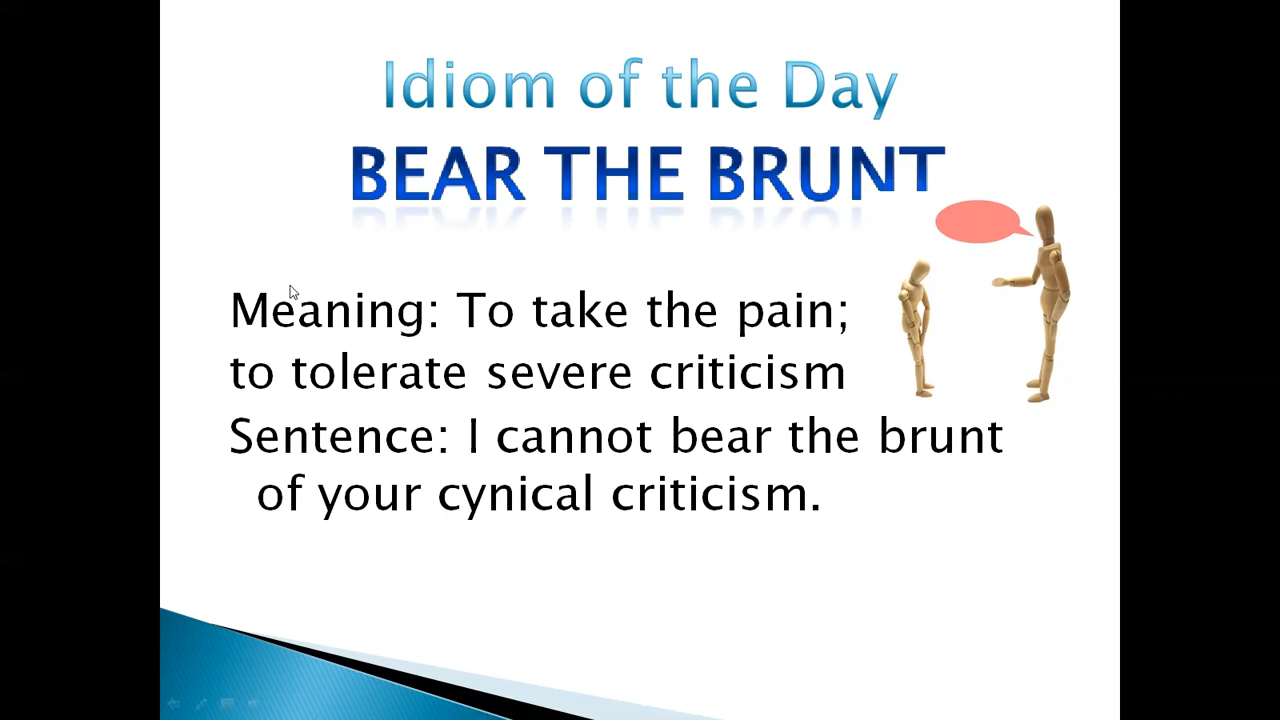 Idiom of the Day
BEAR THE BRUNT
Meaning: To take the pain;
to tolerate severe criticism
Sentence: I cannot bear the brunt
of your cynical criticism.